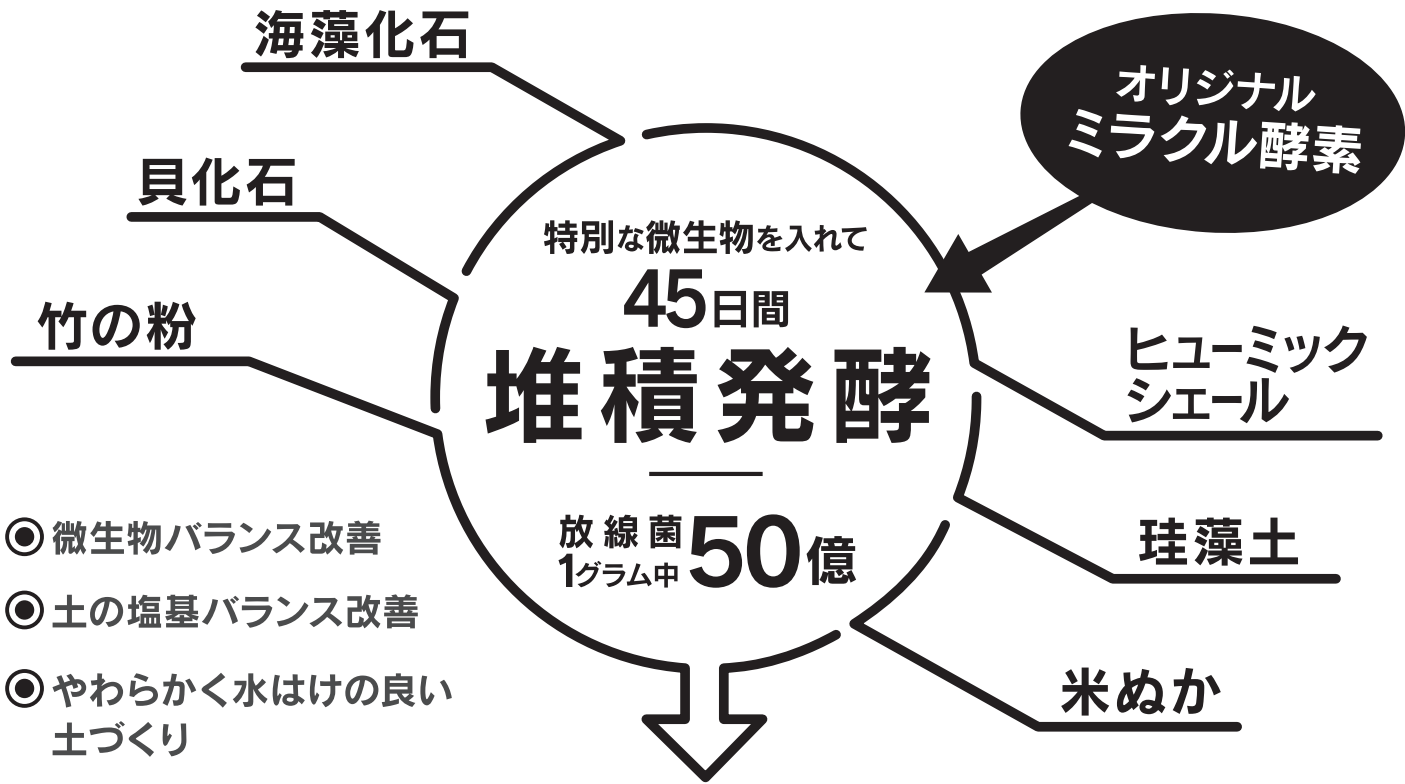 海藻化石
貝化石
竹の粉
オリジナル
ミラクル酵素
特別な微生物を入れて
45日間
堆積発酵
放線菌
1グラム中50億
ヒューミック
シェール
珪藻土
米ぬか
微生物バランス改善
土の塩基バランス改善
やわらかく水はけの良い
土づくり